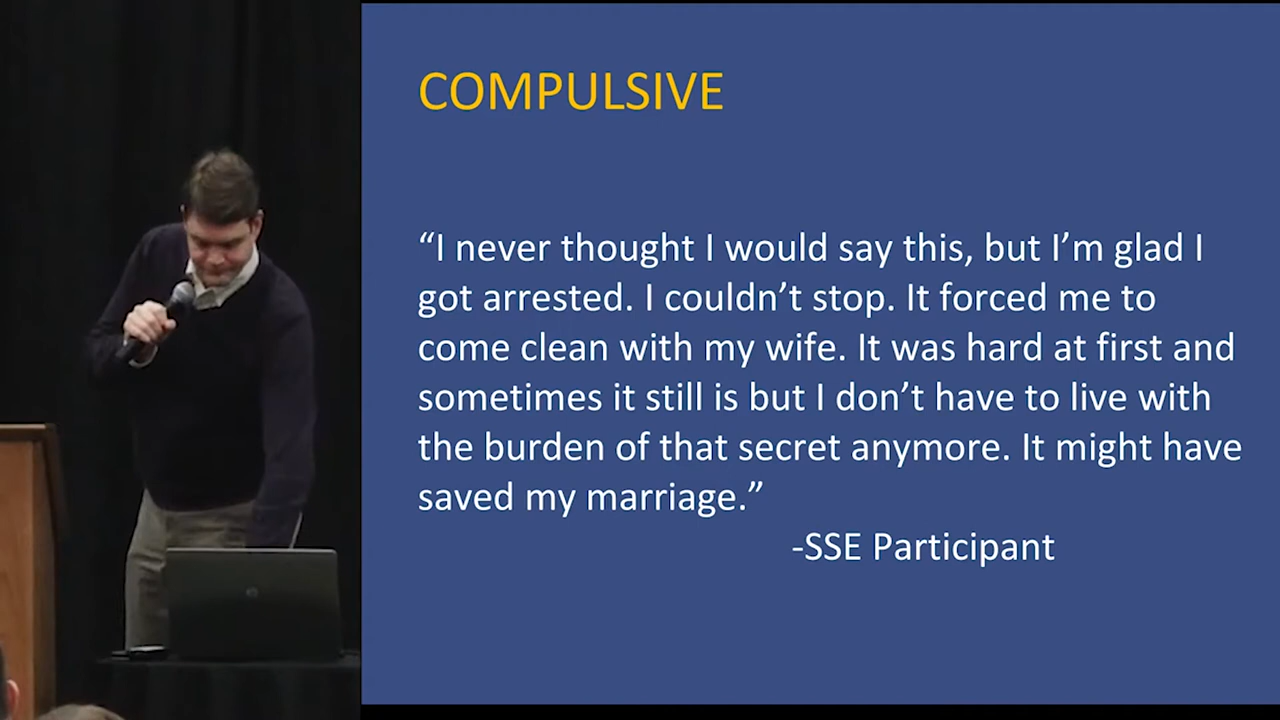 COMPULSIVE
“I never thought I would say this, but I’m glad I
got arrested. I couldn’t stop. It forced me to
come clean with my wife. It was hard at first and
sometimes it still is but I don’t have to live with
the burden of that secret anymore. It might have
saved my marriage.”
-SSE Participant